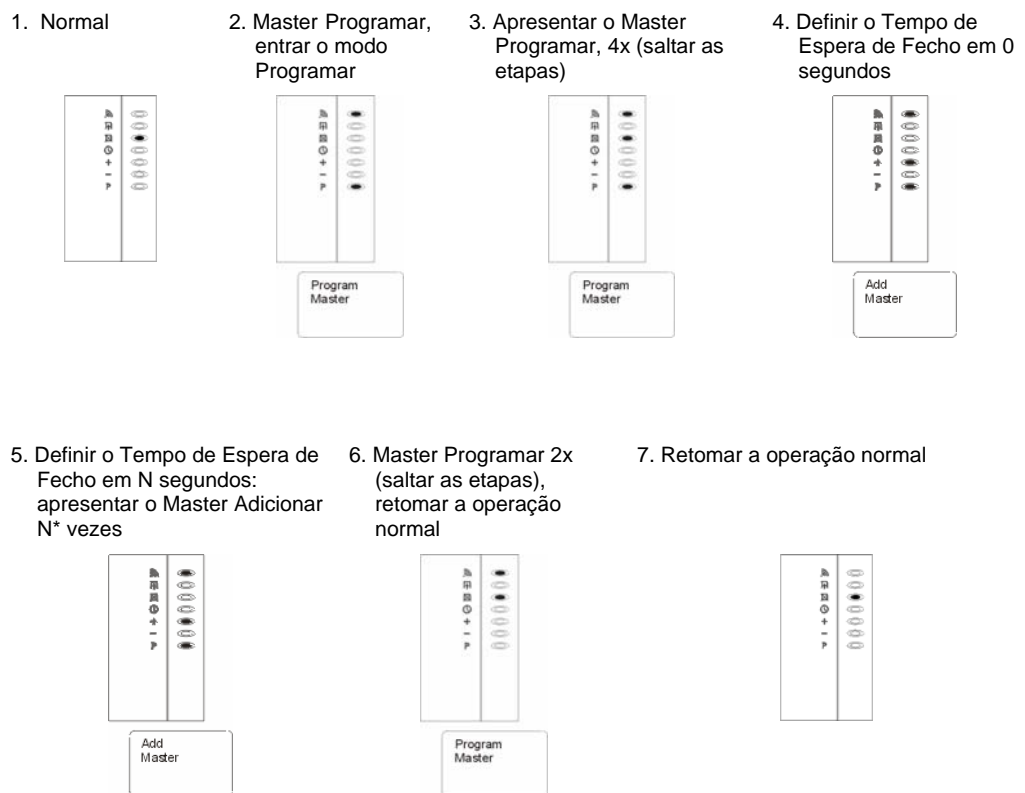 1. Normal
2. Master Programar,
entrar o modo
Programar
3. Apresentar o Master
Programar, 4x (saltar as
etapas)
4. Definir o Tempo de
Espera de Fecho em 0
segundos
+
-
P
+
-
P
+
-
P
+
-
P
Program
Master
Program
Master
Add
Master
5. Definir o Tempo de Espera de
Fecho em N segundos:
apresentar o Master Adicionar
N* vezes
6. Master Programar 2x
(saltar as etapas),
retomar a operação
normal
7. Retomar a operação normal
+
-
P
+
-
P
+
-
P
Add
Master
Program
Master